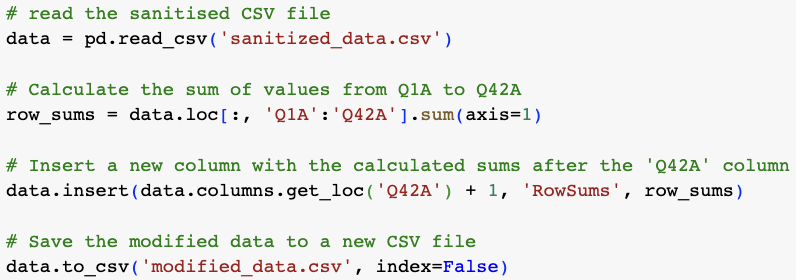 # read the sanitised CSV file
data = pd.read_csv('sanitized_data.csv')
# Calculate the sum of values from Q1A to Q42A
row_sums = data.loc[:, 'Q1A':'Q42A'].sum(axis=1)
# Insert a new column with the calculated sums after the 'Q42A' column
data.insert(data.columns.get_loc('Q42A') + 1, 'RowSums', row_sums)
# Save the modified data to a new CSV file
data.to_csv('modified_data.csv', index=False)